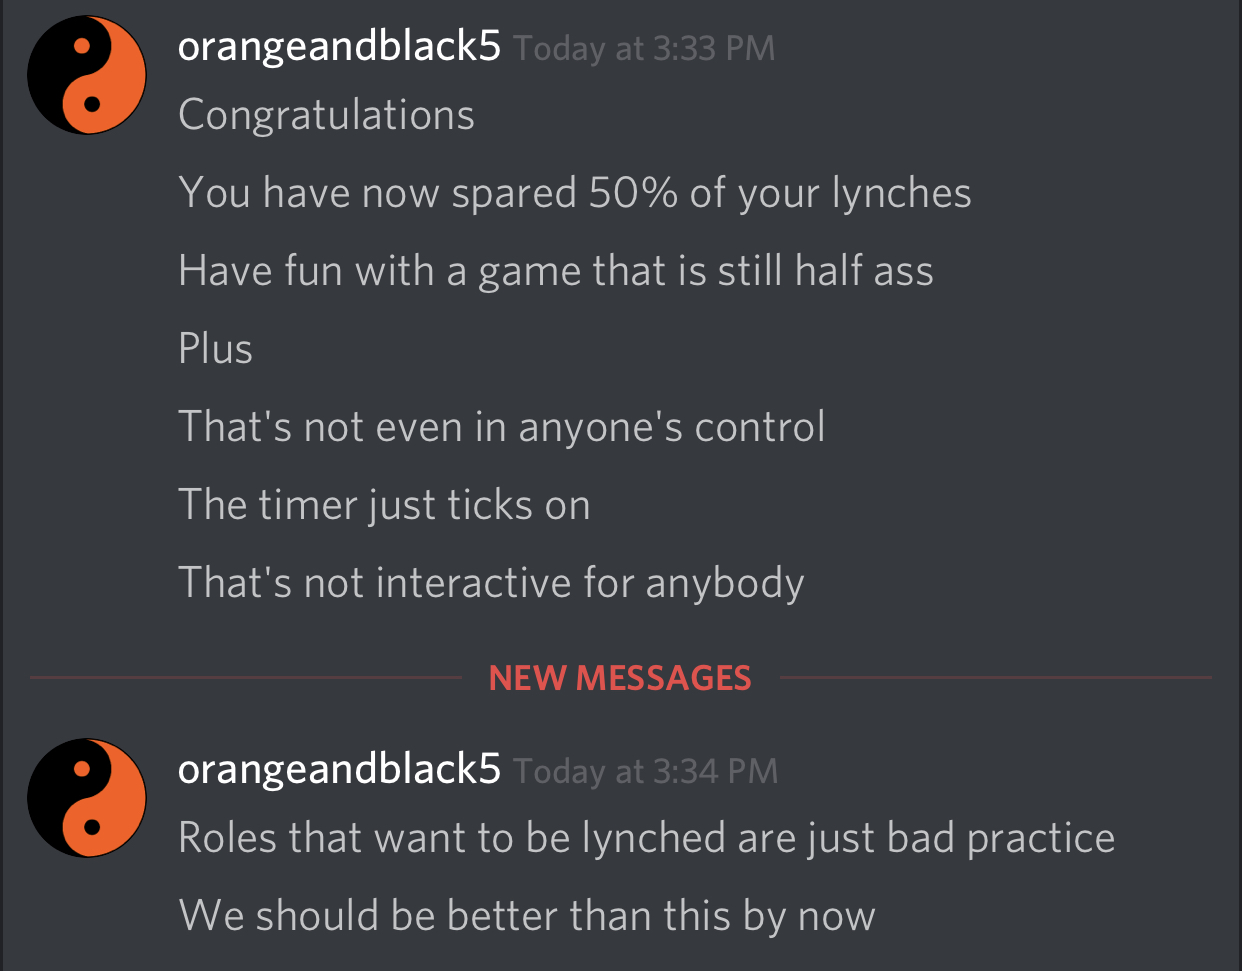 orangeandblack5 Today at 3:33 PM
Congratulations
You have now spared 50% of your lynches
Have fun with a game that is still half ass
Plus
That's not even in anyone's control
The timer just ticks on
That's not interactive for anybody
NEW MESSAGES
orangeandblack5 Today at 3:34 PM
Roles that want to be lynched are just bad practice
We should be better than this by now